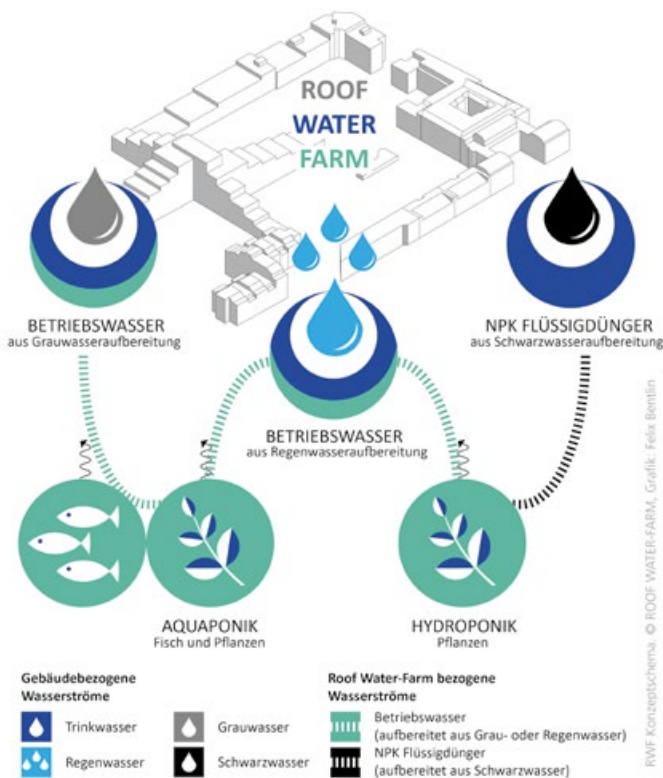 ROOF
WATER
FARM
BETRIEBSWASSER
aus Grauwasseraufbereitung
NPK FLÜSSIGDÜNGER
aus Schwarzwasseraufbereitung
BETRIEBSWASSER
aus Regenwasseraufbereitung
AQUAPONIK
Fisch und Pflanzen
HYDROPONIK
Pflanzen
Gebäudebezogene
Wasserströme
Trinkwasser
Regenwasser
Grauwasser
Schwarzwasser
Roof Water-Farm bezogene
Wasserströme
Betriebswasser
(aufbereitet aus Grau- oder Regenwasser)
NPK Flüssigdünger
(aufbereitet aus Schwarzwasser)
RWF Konzeptschema. © ROOF WATER-FARM, Grafik: Felix Bentlin